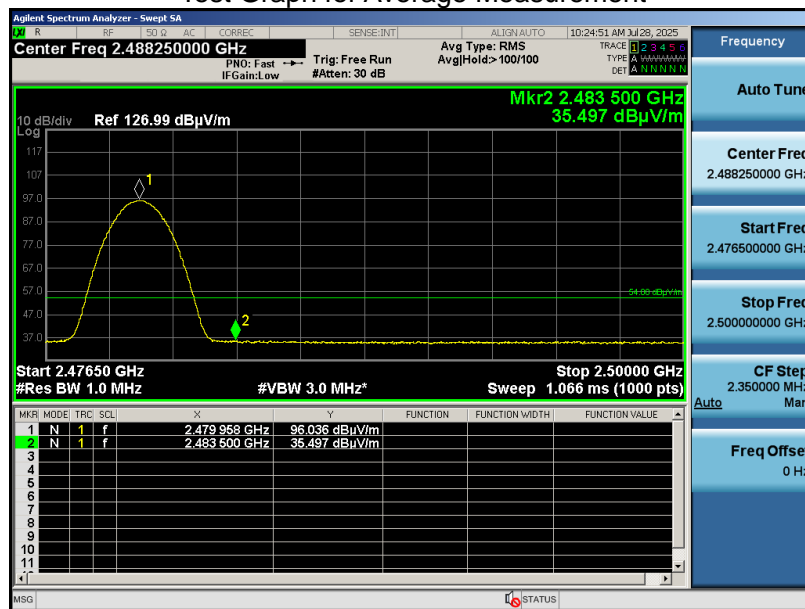 Test Graph for Average Measurement
Agilent Spectrum Analyzer - Swept SA
LXI R RF 50 Ω AC CORREC SENSE:INT ALIGN AUTO 10:24:51 AM Jul 28, 2025
Center Freq 2.488250000 GHz
PNO: Fast
IFGain:Low
Trig: Free Run
#Atten: 30 dB
Avg Type: RMS
Avg|Hold:>100/100
TRACE 1 2 3 4 5 6
TYPE A
DET A N N N N N
Mkr2 2.483 500 GHz
35.497 dBµV/m
10 dB/div Ref 126.99 dBµV/m
Log
117
107
97.0
87.0
77.0
67.0
57.0
47.0
37.0
1
2
54.00 dBµV/m
Start 2.47650 GHz Stop 2.50000 GHz
#Res BW 1.0 MHz #VBW 3.0 MHz* Sweep 1.066 ms (1000 pts)
MKR MODE TRC SCL X Y FUNCTION FUNCTION WIDTH FUNCTION VALUE
1 N 1 f 2.479 958 GHz 96.036 dBµV/m
2 N 1 f 2.483 500 GHz 35.497 dBµV/m
3
4
5
6
7
8
9
10
11
MSG STATUS
Frequency
Auto Tune
Center Freq
2.488250000 GHz
Start Freq
2.476500000 GHz
Stop Freq
2.500000000 GHz
CF Step
2.350000 MHz
Auto Man
Freq Offset
0 Hz